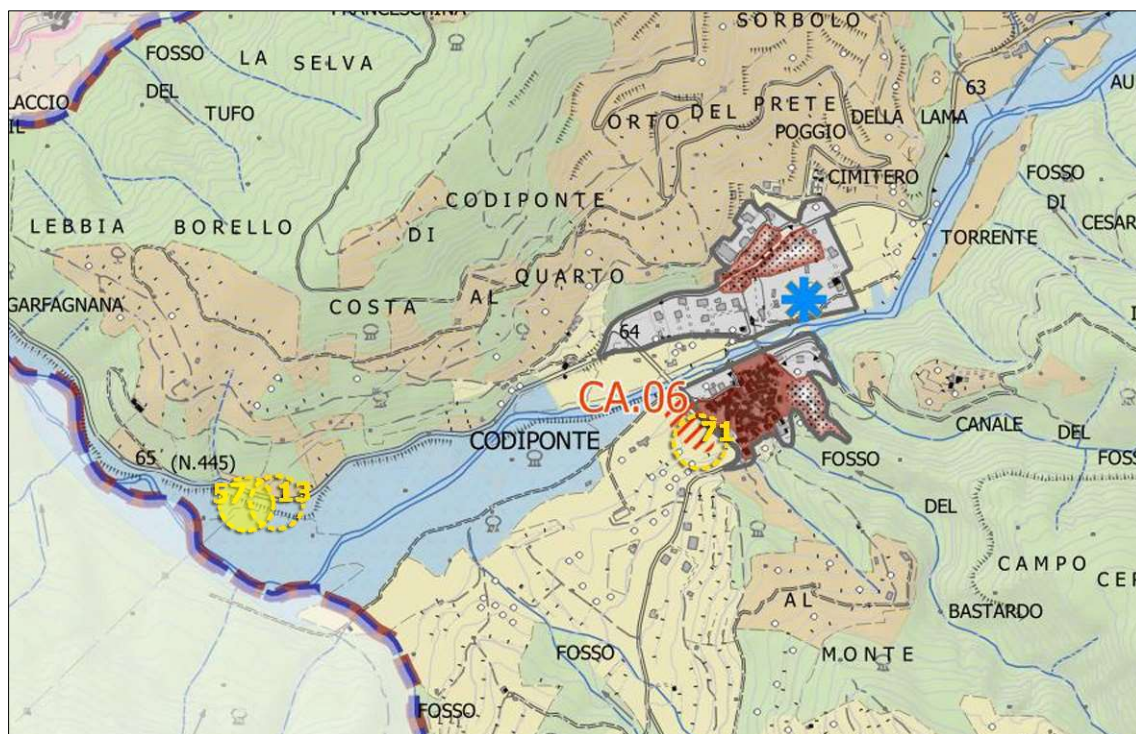 FOSSO
DEL
TUFO
LA SELVA
SORBOLO
63
ORTO DEL PRETE
POGGIO
DELLA LAMA
CIMITERO
FOSSO
DI
CESAR
TORRENTE
CODIPONTE
DI
LEBBIA BORELLO
QUARTO
AL
COSTA
GARFAGNANA
64
CA.06
71
CODIPONTE
65 (N.445)
57
13
CANALE
DEL
FOSSO
DEL
BASTARDO
CAMPO
AL
MONTE
FOSSO
FOSSO